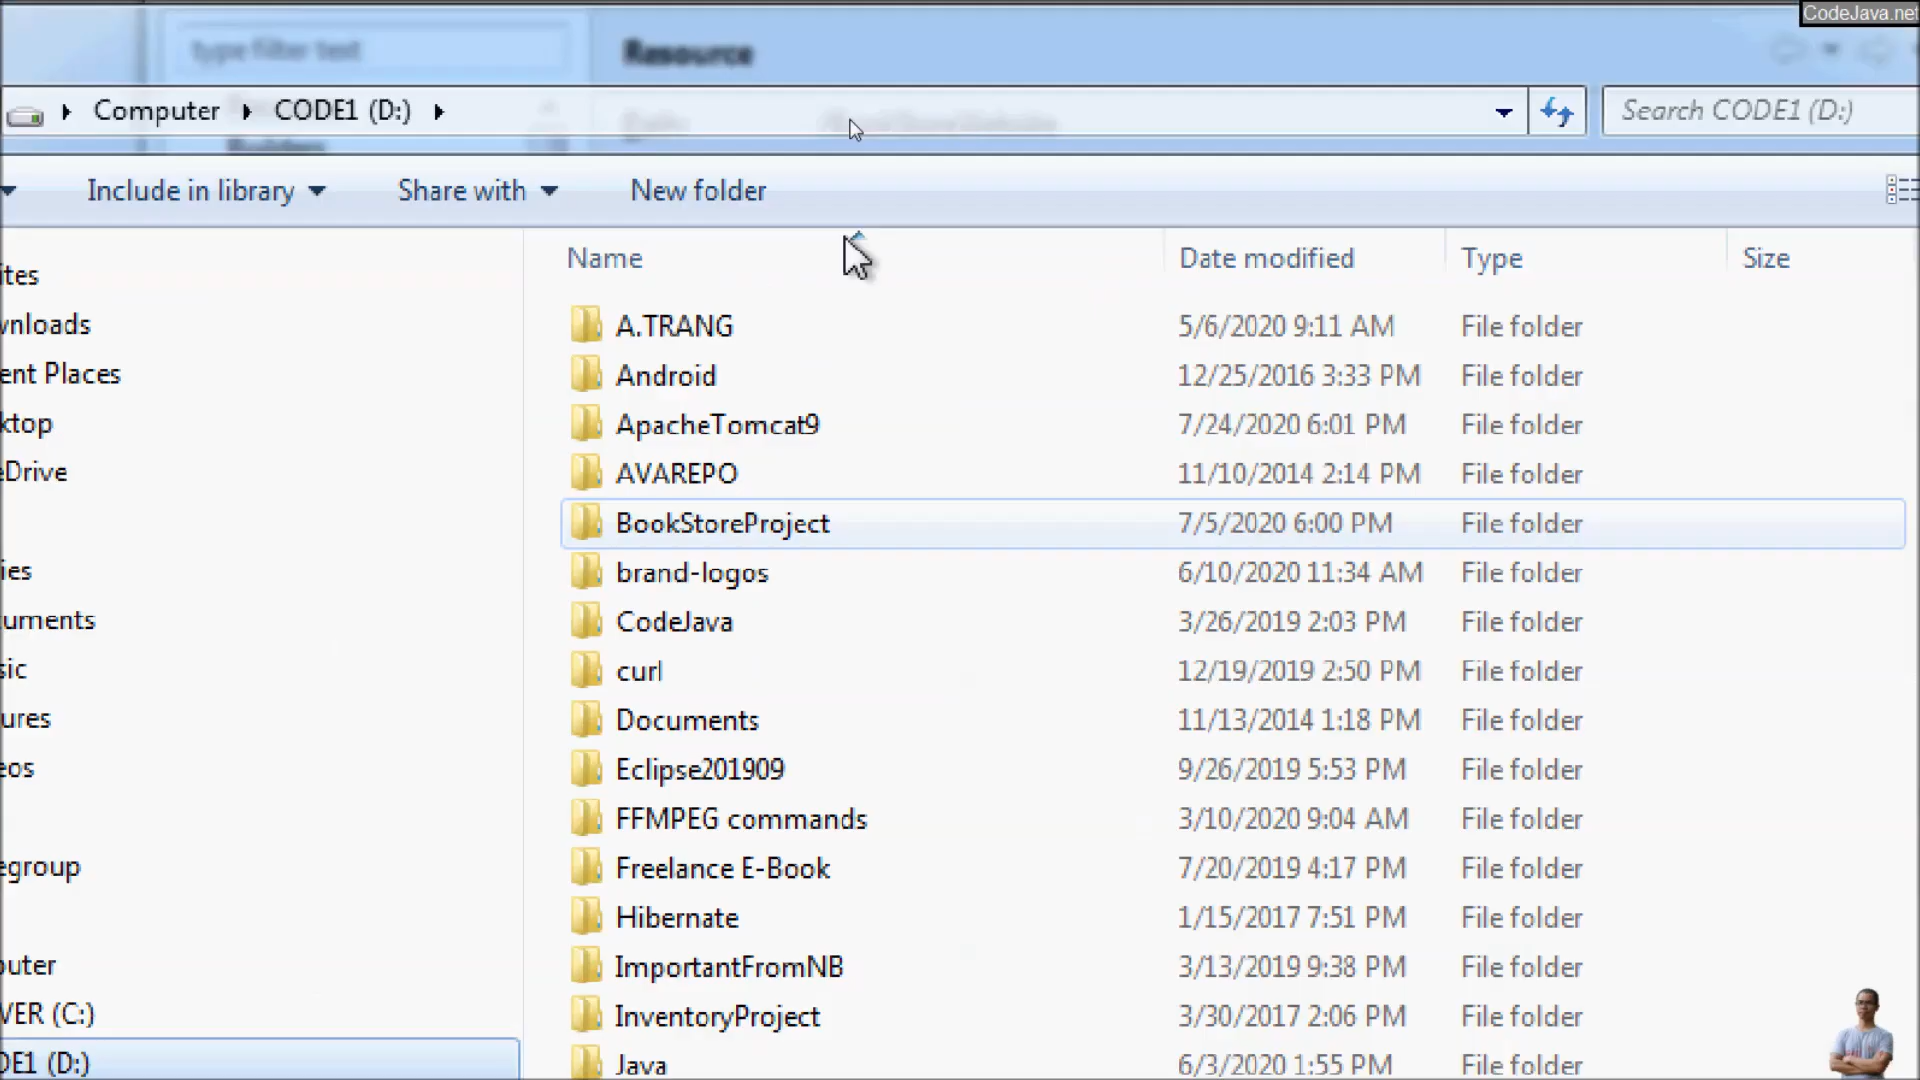 CodeJava.net
type filter text
Resource
Computer CODE1 (D:)
Search CODE1 (D:)
Include in library Share with New folder
Name Date modified Type Size
A.TRANG 5/6/2020 9:11 AM File folder
Android 12/25/2016 3:33 PM File folder
ApacheTomcat9 7/24/2020 6:01 PM File folder
AVAREPO 11/10/2014 2:14 PM File folder
BookStoreProject 7/5/2020 6:00 PM File folder
brand-logos 6/10/2020 11:34 AM File folder
CodeJava 3/26/2019 2:03 PM File folder
curl 12/19/2019 2:50 PM File folder
Documents 11/13/2014 1:18 PM File folder
Eclipse201909 9/26/2019 5:53 PM File folder
FFMPEG commands 3/10/2020 9:04 AM File folder
Freelance E-Book 7/20/2019 4:17 PM File folder
Hibernate 1/15/2017 7:51 PM File folder
ImportantFromNB 3/13/2019 9:38 PM File folder
InventoryProject 3/30/2017 2:06 PM File folder
Java 6/3/2020 1:55 PM File folder
ites
wnloads
ent Places
ktop
eDrive
ies
uments
sic
ures
eos
egroup
puter
VER (C:)
DE1 (D:)